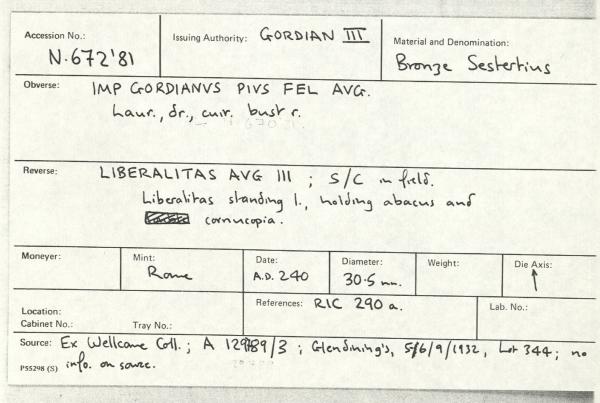 Accession No.: N.672'81
Issuing Authority: GORDIAN III
Material and Denomination: Bronze Sestertius
Obverse: IMP GORDIANVS PIVS FEL AVG.
Laur., dr., cuir. bust r.
Reverse: LIBERALITAS AVG III ; S/C in field.
Liberalitas standing l., holding abacus and
cornucopia.
Moneyer:
Mint: Rome
Date: A.D. 240
Diameter: 30.5 mm.
Weight:
Die Axis: ↑
Location:
Cabinet No.: Tray No.:
References: RIC 290 a.
Lab. No.:
Source: Ex Wellcome Coll.; A 129789/3 ; Glendining's, 5/6/9/1932, Lot 344; no
info. on source.
P55298 (S)